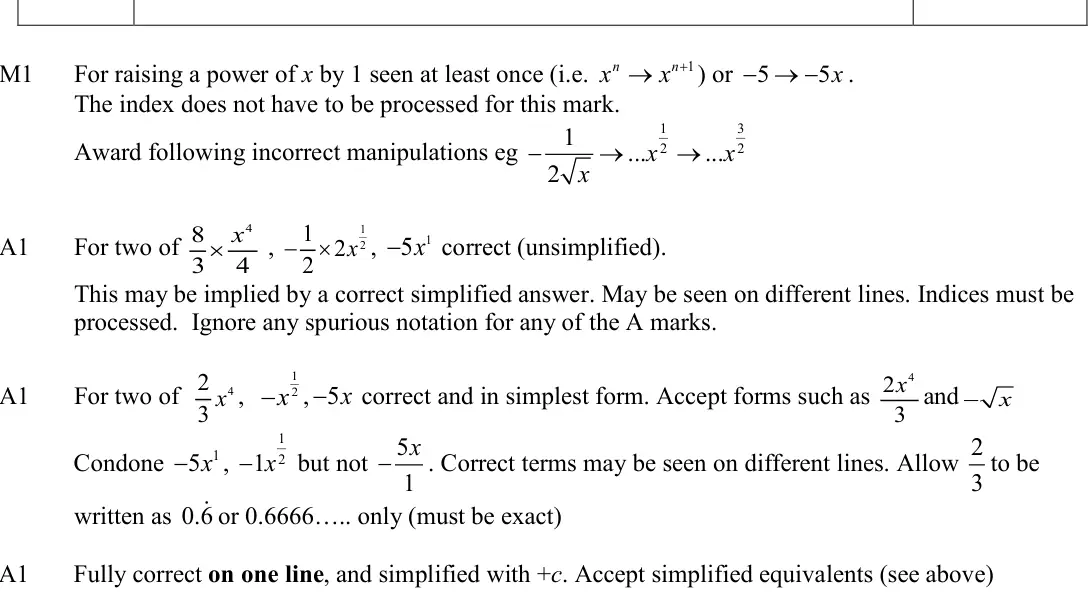 M1 For raising a power of x by 1 seen at least once (i.e. xⁿ → xⁿ⁺¹) or −5 → −5x .
The index does not have to be processed for this mark.
Award following incorrect manipulations eg −1/(2√x) → ...x^(1/2) → ...x^(3/2)
A1 For two of 8/3 × x⁴/4 , −1/2 × 2x^(1/2) , −5x¹ correct (unsimplified).
This may be implied by a correct simplified answer. May be seen on different lines. Indices must be
processed. Ignore any spurious notation for any of the A marks.
A1 For two of 2/3 x⁴, −x^(1/2) , −5x correct and in simplest form. Accept forms such as 2x⁴/3 and −√x
Condone −5x¹ , −1x^(1/2) but not −5x/1 . Correct terms may be seen on different lines. Allow 2/3 to be
written as 0.6̇ or 0.6666….. only (must be exact)
A1 Fully correct on one line, and simplified with +c. Accept simplified equivalents (see above)